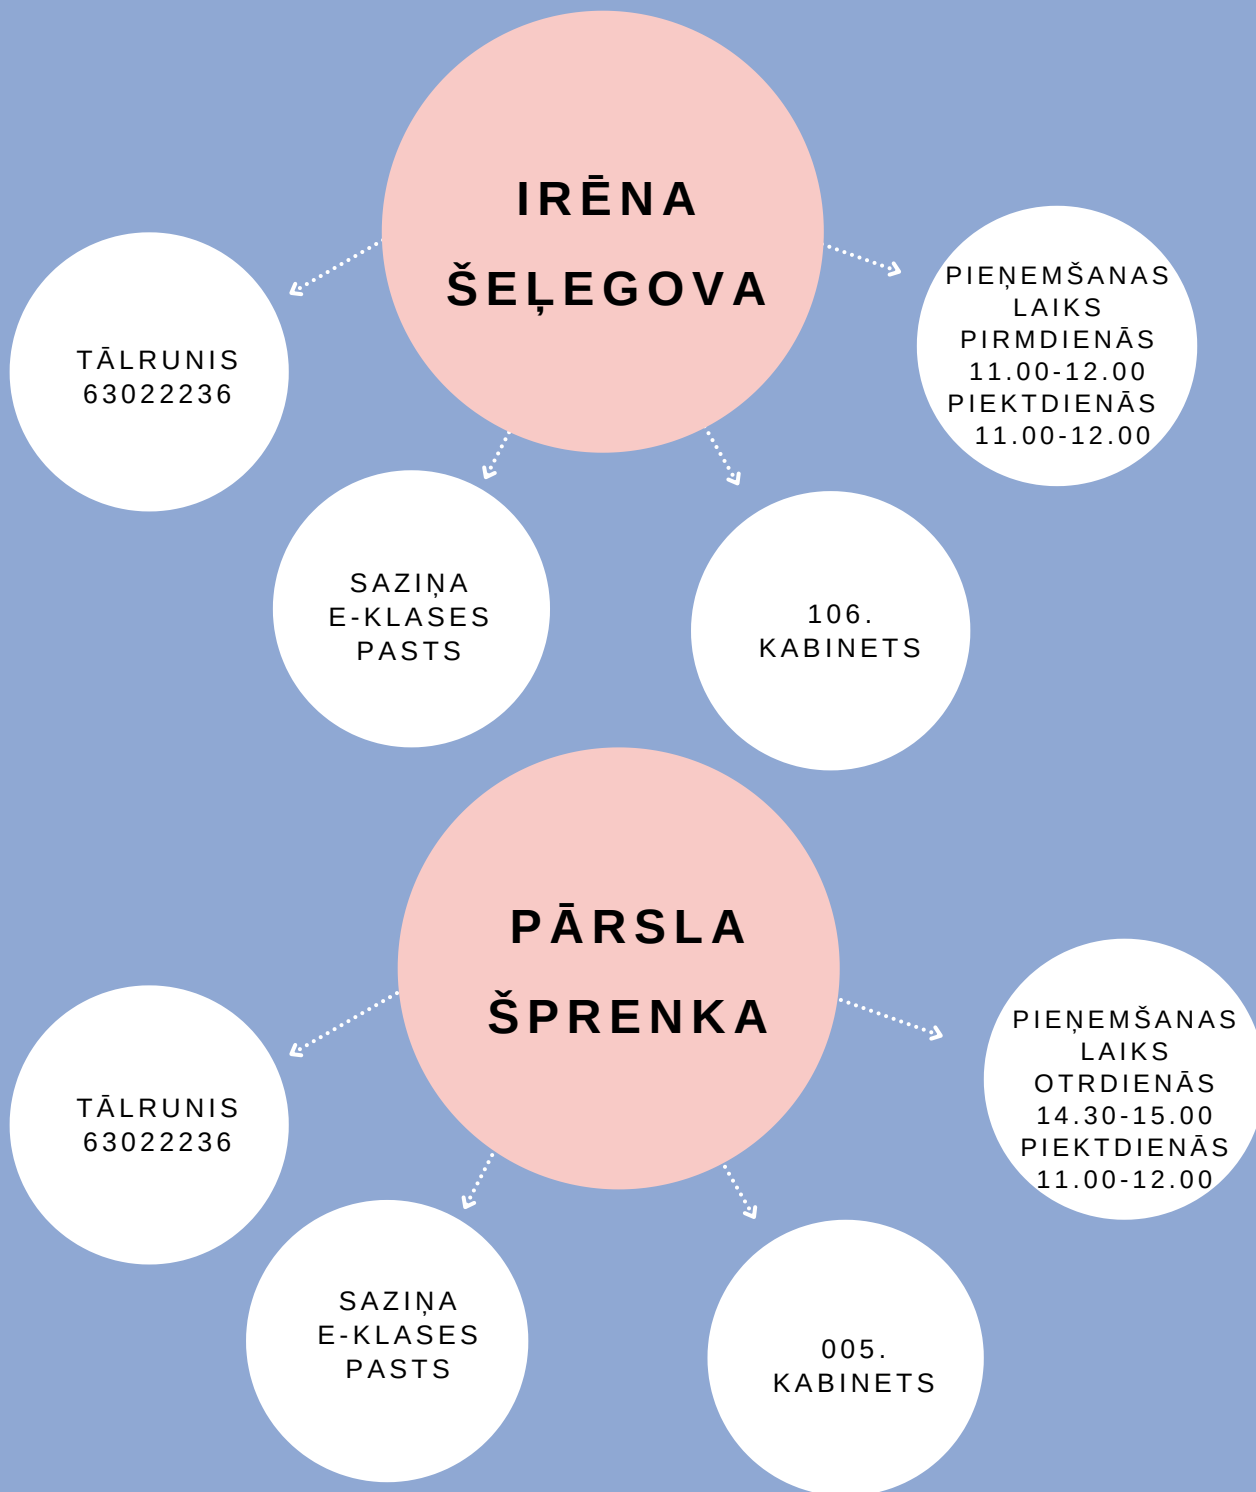 IRĒNA
ŠEĻEGOVA
TĀLRUNIS
63022236
PIEŅEMŠANAS
LAIKS
PIRMDIENĀS
11.00-12.00
PIEKTDIENĀS
11.00-12.00
SAZIŅA
E-KLASES
PASTS
106.
KABINETS
PĀRSLA
ŠPRENKA
TĀLRUNIS
63022236
PIEŅEMŠANAS
LAIKS
OTRDIENĀS
14.30-15.00
PIEKTDIENĀS
11.00-12.00
SAZIŅA
E-KLASES
PASTS
005.
KABINETS